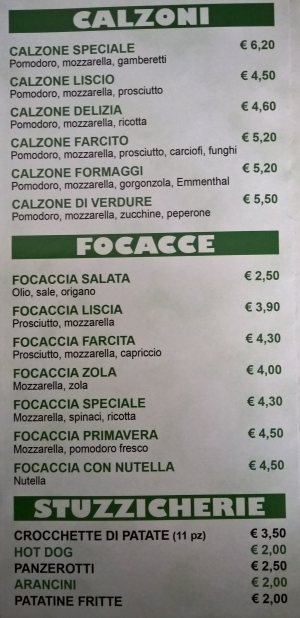 CALZONI
CALZONE SPECIALE € 6,20
Pomodoro, mozzarella, gamberetti
CALZONE LISCIO € 4,50
Pomodoro, mozzarella, prosciutto
CALZONE DELIZIA € 4,60
Pomodoro, mozzarella, ricotta
CALZONE FARCITO € 5,20
Pomodoro, mozzarella, prosciutto, carciofi, funghi
CALZONE FORMAGGI € 5,20
Pomodoro, mozzarella, gorgonzola, Emmenthal
CALZONE DI VERDURE € 5,50
Pomodoro, mozzarella, zucchine, peperone
FOCACCE
FOCACCIA SALATA € 2,50
Olio, sale, origano
FOCACCIA LISCIA € 3,90
Prosciutto, mozzarella
FOCACCIA FARCITA € 4,30
Prosciutto, mozzarella, capriccio
FOCACCIA ZOLA € 4,00
Mozzarella, zola
FOCACCIA SPECIALE € 4,30
Mozzarella, spinaci, ricotta
FOCACCIA PRIMAVERA € 4,50
Mozzarella, pomodoro fresco
FOCACCIA CON NUTELLA € 4,50
Nutella
STUZZICHERIE
CROCCHETTE DI PATATE (11 pz) € 3,50
HOT DOG € 2,00
PANZEROTTI € 2,50
ARANCINI € 2,00
PATATINE FRITTE € 2,00